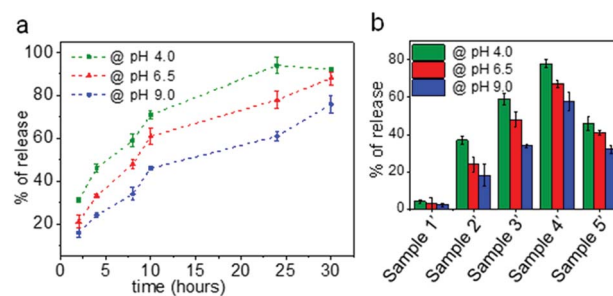 a
% of release
100
80
60
40
20
@ pH 4.0
@ pH 6.5
@ pH 9.0
0 5 10 15 20 25 30
time (hours)
b
% of release
80
60
40
20
0
@ pH 4.0
@ pH 6.5
@ pH 9.0
Sample 1'
Sample 2'
Sample 3'
Sample 4'
Sample 5'